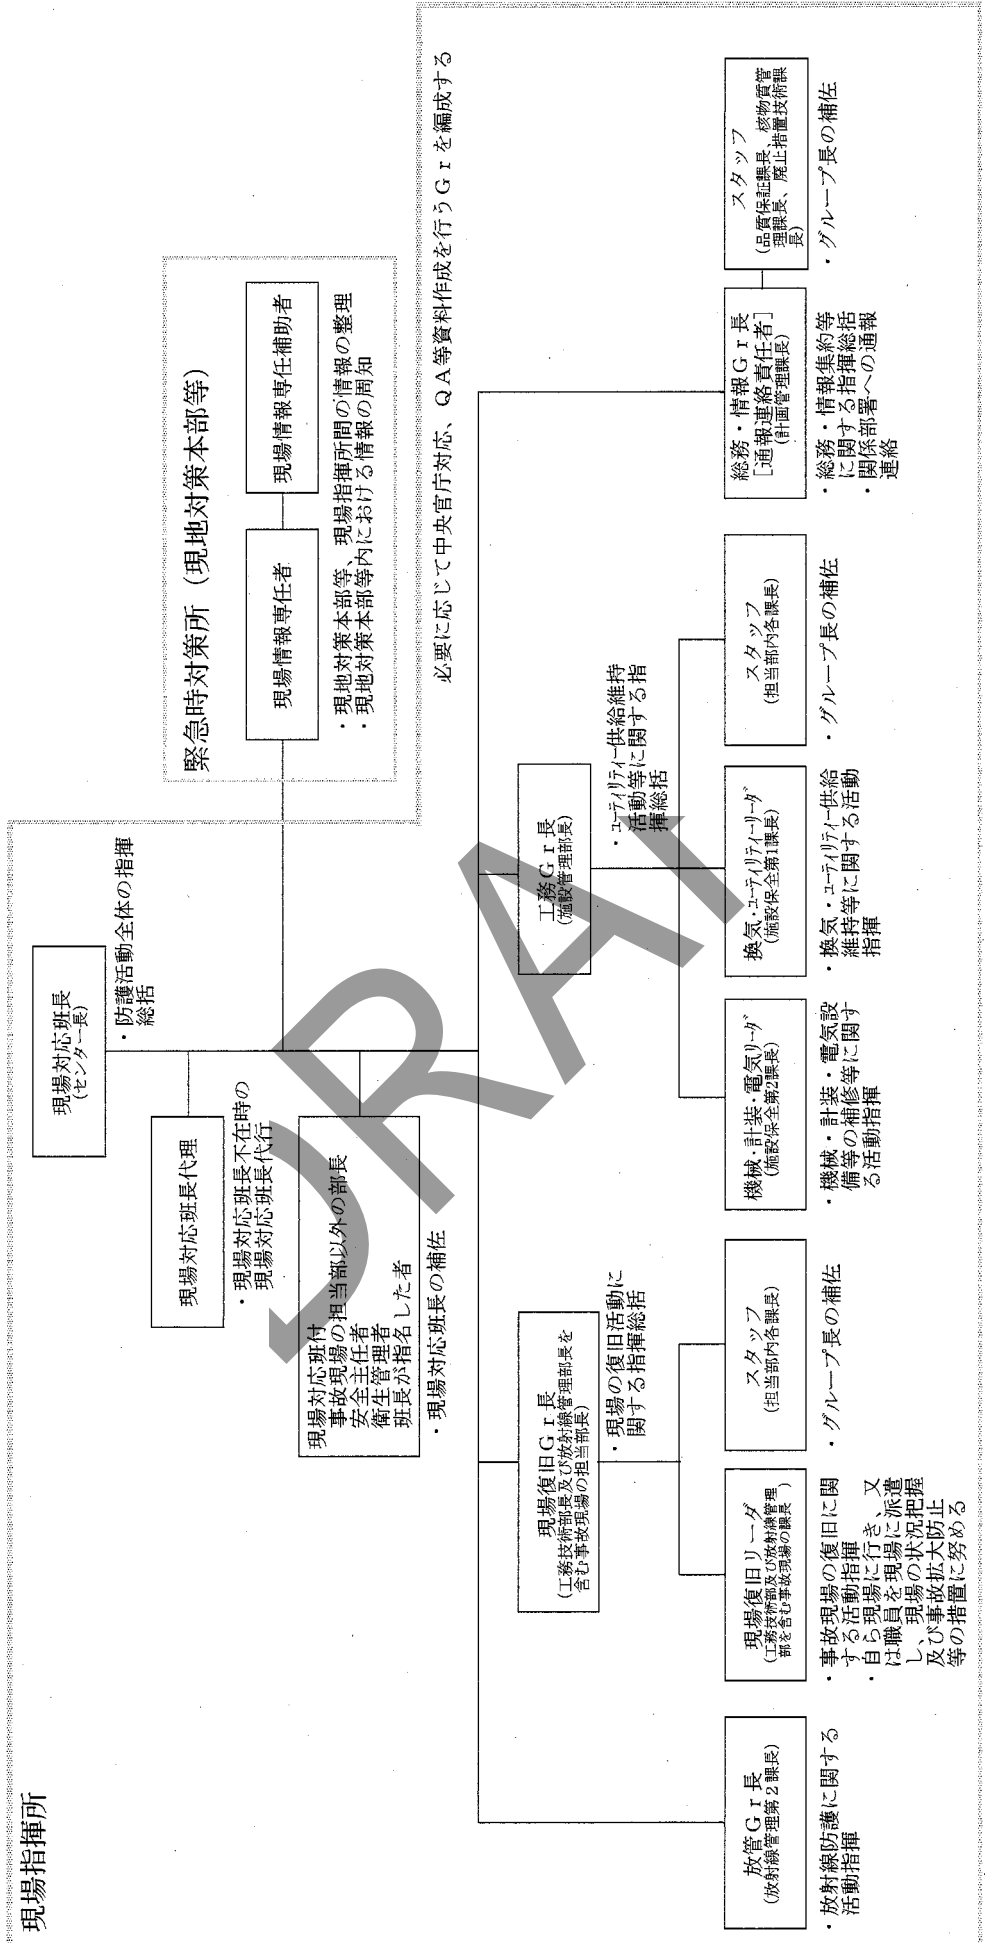 現場指揮所
現場対応班長
(センター長)
・防護活動全体の指揮
総括
現場対応班長代理
・現場対応班長不在時の
現場対応班長代行
現場対応班付
事故現場の担当部以外の部長
安全主任者
衛生管理者
班長が指名した者
・現場対応班長の補佐
緊急時対策所（現地対策本部等）
現場情報専任者
現場情報専任補助者
・現地対策本部等、現場指揮所間の情報の整理
・現地対策本部等内における情報の周知
必要に応じて中央官庁対応、QA等資料作成を行うGrを編成する
放管Gr長
(放射線管理第2課長)
・放射線防護に関する
活動指揮
現場復旧Gr長
(工務技術部長及び放射線管理部長を
含む事故現場の担当部長)
・現場の復旧活動に
関する指揮総括
現場復旧リーダ
(工務技術部及び放射線管理
部を含む事故現場の課長)
・事故現場の復旧に関
する活動指揮
・自ら現場に行き、又
は職員を現場に派遣
し、現場の状況把握
及び事故拡大防止
等の措置に努める
スタッフ
(担当部内各課長)
・グループ長の補佐
工務Gr長
(施設管理部長)
・ユーティリティー供給維持
活動等に関する指
揮総括
機械・計装・電気リーダ
(施設保全第2課長)
・機械・計装・電気設
備等の補修等に関す
る活動指揮
換気・ユーティリティーリーダ
(施設保全第1課長)
・換気・ユーティリティー供給
維持等に関する活動
指揮
スタッフ
(担当部内各課長)
・グループ長の補佐
総務・情報Gr長
[通報連絡責任者]
(計画管理課長)
・総務・情報集約等
に関する指揮総括
・関係部署への通報
連絡
スタッフ
(品質保証課長、核物質管
理課長、廃止措置技術課
長)
・グループ長の補佐
DRAFT